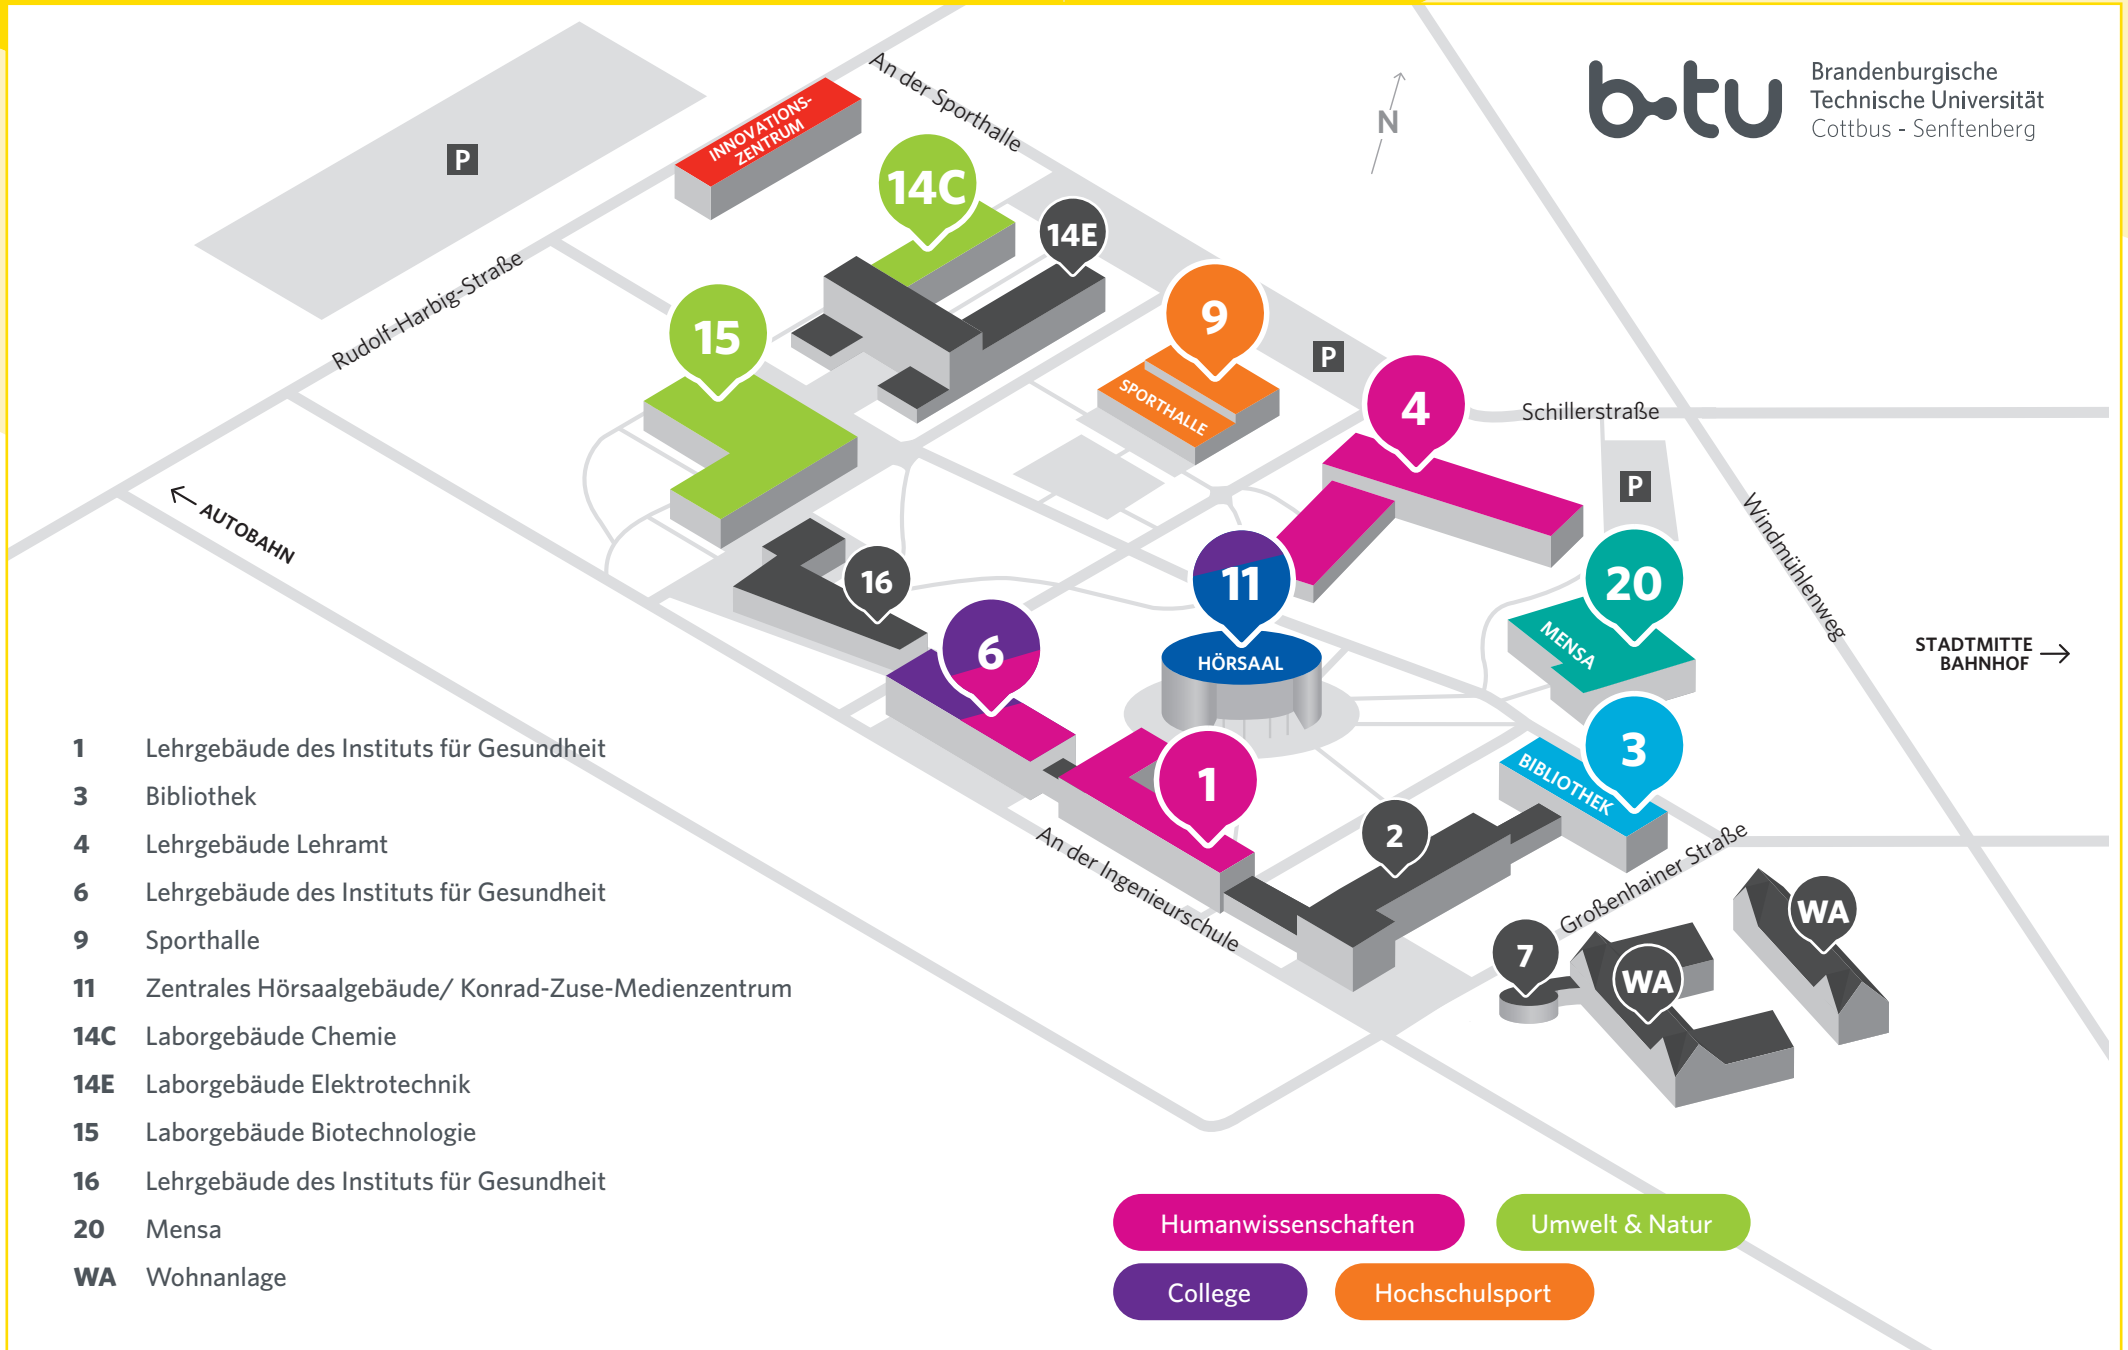 An der Sporthalle
N
b-tu
Brandenburgische
Technische Universität
Cottbus - Senftenberg
INNOVATIONS-
ZENTRUM
P
14C
14E
Rudolf-Harbig-Straße
15
9
SPORTHALLE
P
4
Schillerstraße
P
← AUTOBAHN
Windmühlenweg
16
11
HÖRSAAL
20
MENSA
STADTMITTE →
BAHNHOF
6
1
3
BIBLIOTHEK
2
An der Ingenieurschule
Großenhainer Straße
7
WA
WA
1 Lehrgebäude des Instituts für Gesundheit
3 Bibliothek
4 Lehrgebäude Lehramt
6 Lehrgebäude des Instituts für Gesundheit
9 Sporthalle
11 Zentrales Hörsaalgebäude/ Konrad-Zuse-Medienzentrum
14C Laborgebäude Chemie
14E Laborgebäude Elektrotechnik
15 Laborgebäude Biotechnologie
16 Lehrgebäude des Instituts für Gesundheit
20 Mensa
WA Wohnanlage
Humanwissenschaften
Umwelt & Natur
College
Hochschulsport